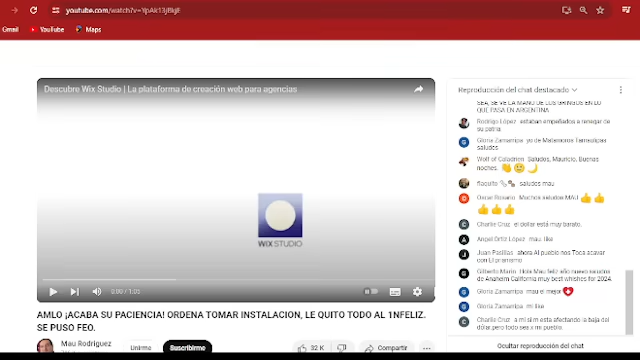 youtube.com/watch?v=YpAk13jBkjE
Gmail YouTube Maps
Descubre Wix Studio | La plataforma de creación web para agencias
WIX STUDIO
0:00 / 1:05
AMLO ¡ACABA SU PACIENCIA! ORDENA TOMAR INSTALACION, LE QUITO TODO AL 1NFELIZ.
SE PUSO FEO.
Mau Rodriguez
Unirme
Suscribirme
32 K
Compartir
Reproducción del chat destacado
SEA, SE VE LA MANO DE LOS GRINGOS EN LO
QUE PASA EN ARGENTINA
Rodrigo López estaban empeñados a renegar de
su patria
Gloria Zamarripa yo de Matamoros Tamaulipas
saludos
Wolf of Caladrien Saludos, Mauricio, Buenas
noches.
flaquito saludos mau
Oscar Rosario Muchos saludos MAU
Charlie Cruz el dolar está muy barato.
Angel Ortiz López mau like
Juan Pasillas ahora Al pueblo nos Toca acavar
con El prianismo
Gilberto Mario Hola Mau feliz año nuevo saludos
de Anaheim California muy best whishes for 2024.
Gloria Zamarripa mau el mejor
Gloria Zamarripa mi like
Charlie Cruz a mi si m esta afectando la baja del
dólar pero todo sea x mi pueblo.
Ocultar reproducción del chat